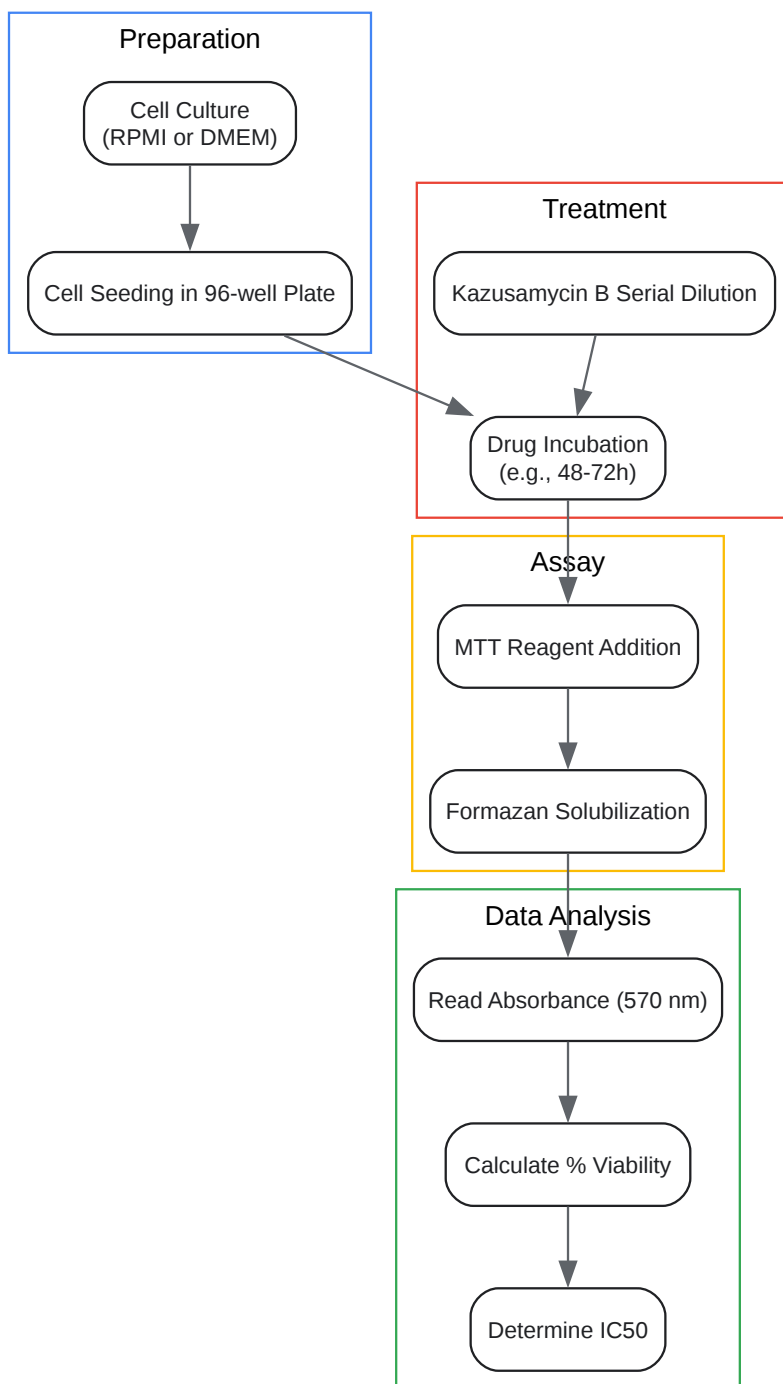 Preparation
Cell Culture
(RPMI or DMEM)
Cell Seeding in 96-well Plate
Treatment
Kazusamycin B Serial Dilution
Drug Incubation
(e.g., 48-72h)
Assay
MTT Reagent Addition
Formazan Solubilization
Data Analysis
Read Absorbance (570 nm)
Calculate % Viability
Determine IC50